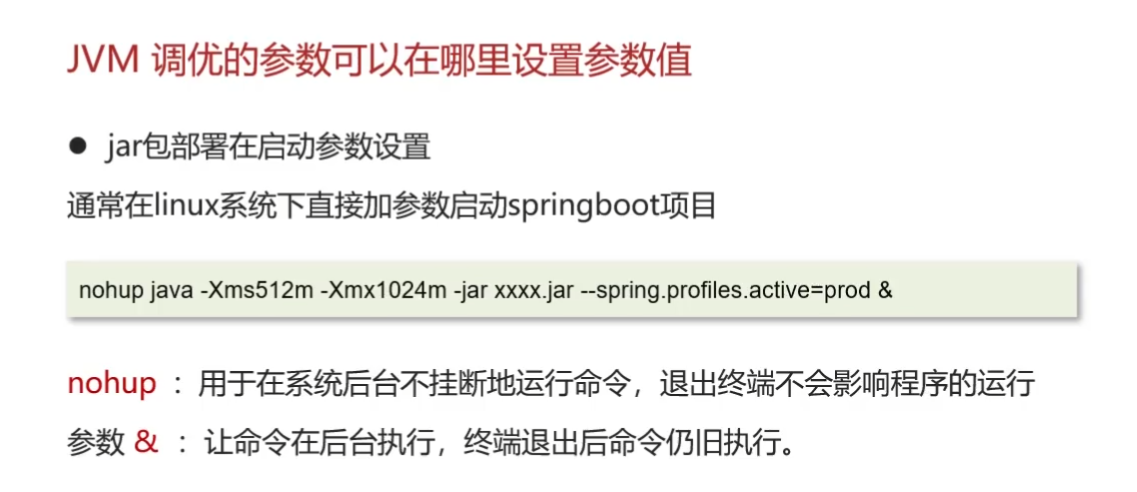 JVM 调优的参数可以在哪里设置参数值
● jar包部署在启动参数设置
通常在linux系统下直接加参数启动springboot项目
nohup java -Xms512m -Xmx1024m -jar xxxx.jar --spring.profiles.active=prod &
nohup ：用于在系统后台不挂断地运行命令，退出终端不会影响程序的运行
参数 & ：让命令在后台执行，终端退出后命令仍旧执行。